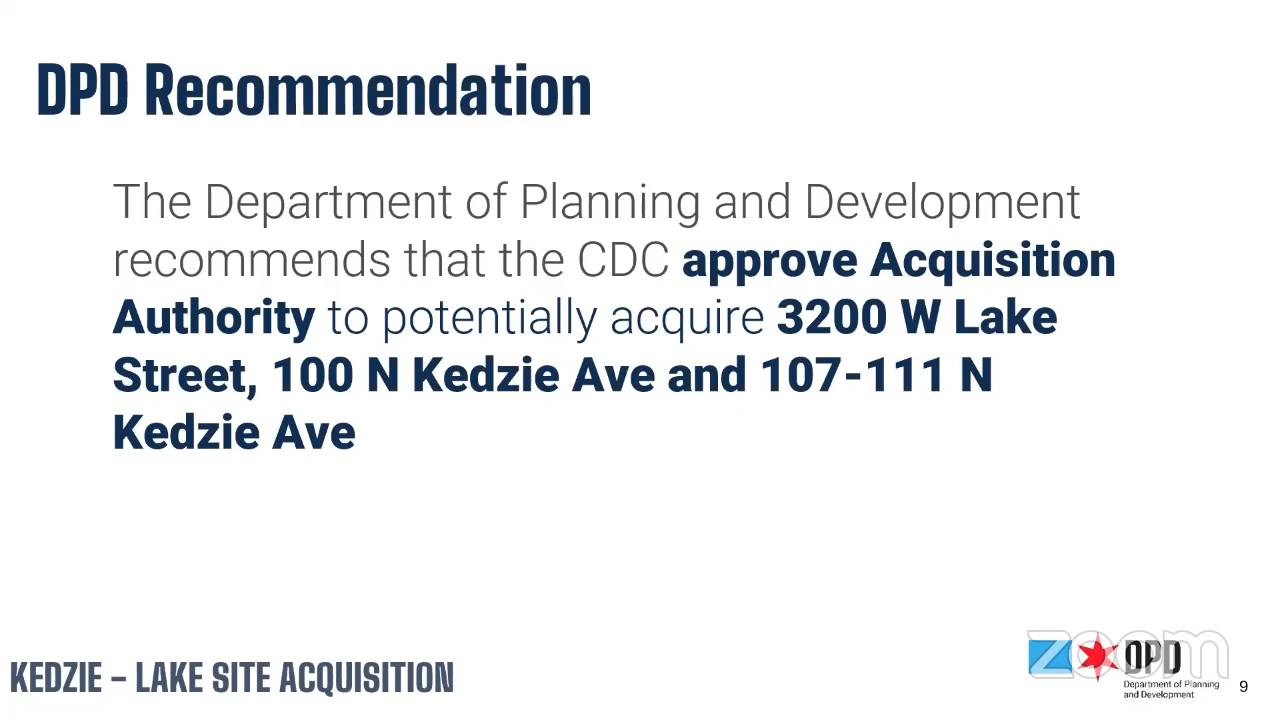 DPD Recommendation
The Department of Planning and Development
recommends that the CDC approve Acquisition
Authority to potentially acquire 3200 W Lake
Street, 100 N Kedzie Ave and 107-111 N
Kedzie Ave
KEDZIE – LAKE SITE ACQUISITION
zoom
DPD
Department of Planning
and Development
9